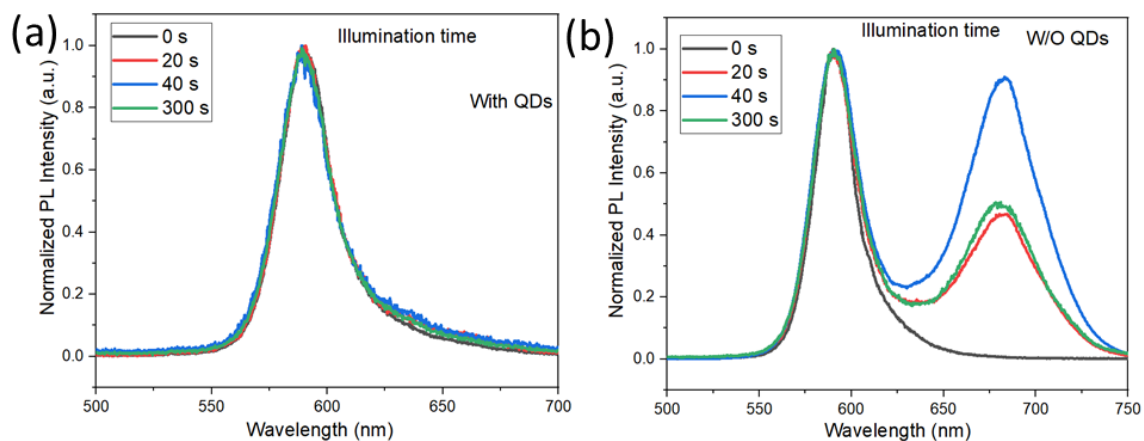 (a)
0 s
20 s
40 s
300 s
Illumination time
With QDs
Normalized PL Intensity (a.u.)
1.0
0.8
0.6
0.4
0.2
0.0
500
550
600
650
700
Wavelength (nm)
(b)
0 s
20 s
40 s
300 s
Illumination time
W/O QDs
Normalized PL Intensity (a.u.)
1.0
0.8
0.6
0.4
0.2
0.0
500
550
600
650
700
750
Wavelength (nm)